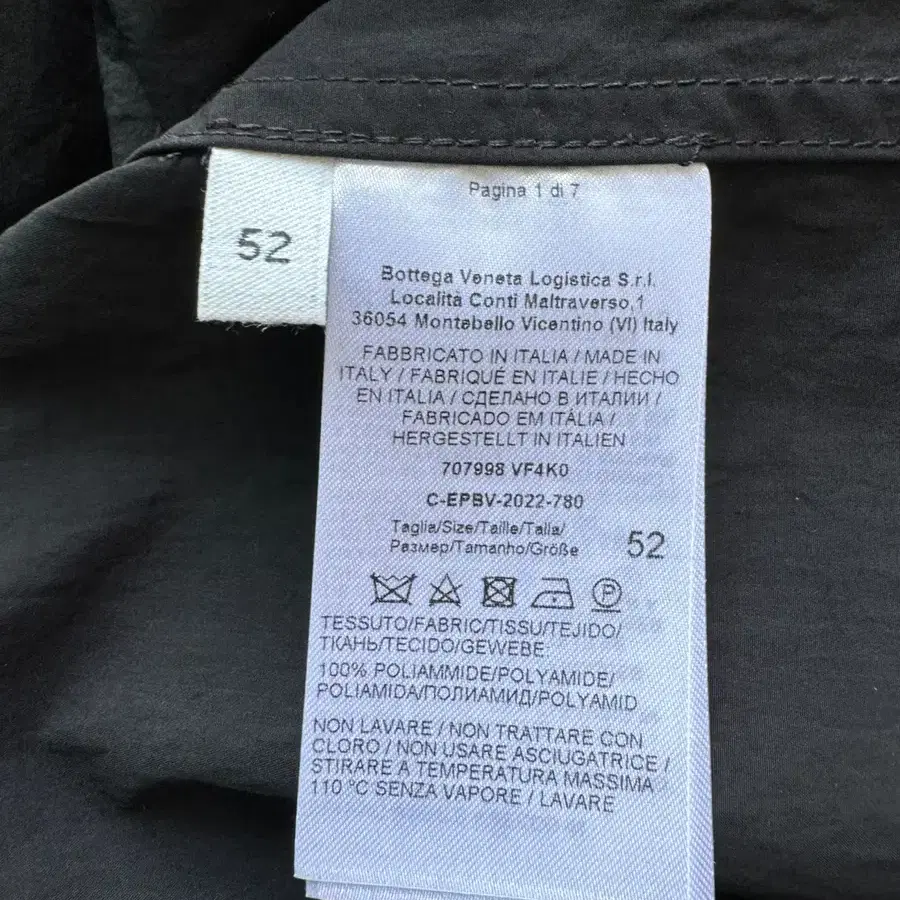 Pagina 1 di 7
52
Bottega Veneta Logistica S.r.l.
Località Conti Maltraverso,1
36054 Montebello Vicentino (VI) Italy
FABBRICATO IN ITALIA / MADE IN
ITALY / FABRIQUÉ EN ITALIE / HECHO
EN ITALIA / СДЕЛАНО В ИТАЛИИ /
FABRICADO EM ITÁLIA /
HERGESTELLT IN ITALIEN
707998 VF4K0
C-EPBV-2022-780
Taglia/Size/Taille/Talla/
Размер/Tamanho/Größe 52
TESSUTO/FABRIC/TISSU/TEJIDO/
ТКАНЬ/TECIDO/GEWEBE:
100% POLIAMMIDE/POLYAMIDE/
POLIAMIDA/ПОЛИАМИД/POLYAMID
NON LAVARE / NON TRATTARE CON
CLORO / NON USARE ASCIUGATRICE /
STIRARE A TEMPERATURA MASSIMA
110 °C SENZA VAPORE / LAVARE